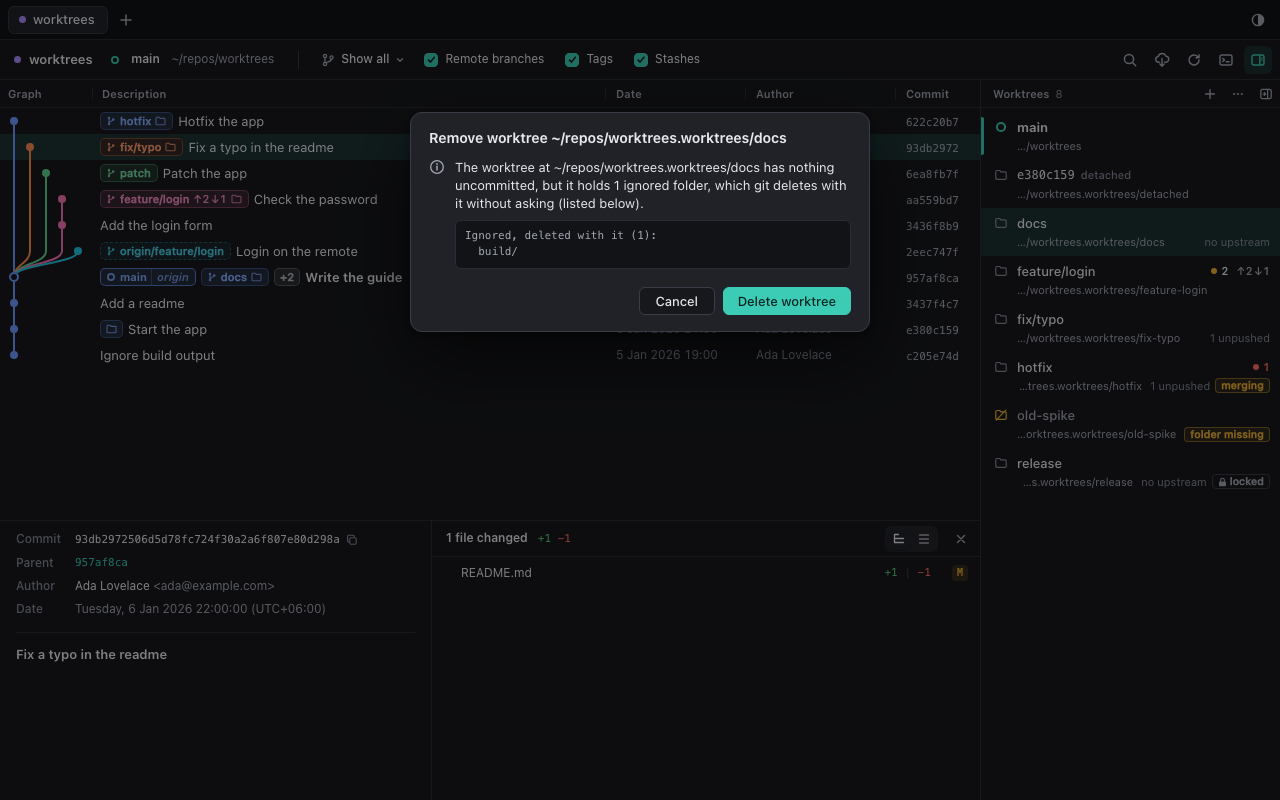 worktrees
worktrees main ~/repos/worktrees Show all Remote branches Tags Stashes
Graph Description Date Author Commit
hotfix Hotfix the app 622c20b7
fix/typo Fix a typo in the readme 93db2972
patch Patch the app 6ea8fb7f
feature/login ↑2↓1 Check the password aa559bd7
Add the login form 3436f8b9
origin/feature/login Login on the remote 2eec747f
main origin docs +2 Write the guide 957af8ca
Add a readme 3437f4c7
Start the app e380c159
Ignore build output 5 Jan 2026 19:00 Ada Lovelace c205e74d
Remove worktree ~/repos/worktrees.worktrees/docs
The worktree at ~/repos/worktrees.worktrees/docs has nothing
uncommitted, but it holds 1 ignored folder, which git deletes with
it without asking (listed below).
Ignored, deleted with it (1):
build/
Cancel Delete worktree
Worktrees 8
main
.../worktrees
e380c159 detached
.../worktrees.worktrees/detached
docs
.../worktrees.worktrees/docs no upstream
feature/login 2 ↑2↓1
.../worktrees.worktrees/feature-login
fix/typo
.../worktrees.worktrees/fix-typo 1 unpushed
hotfix 1
...trees.worktrees/hotfix 1 unpushed merging
old-spike
...orktrees.worktrees/old-spike folder missing
release
...s.worktrees/release no upstream locked
Commit 93db2972506d5d78fc724f30a2a6f807e80d298a
Parent 957af8ca
Author Ada Lovelace <ada@example.com>
Date Tuesday, 6 Jan 2026 22:00:00 (UTC+06:00)
Fix a typo in the readme
1 file changed +1 −1
README.md +1 −1 M